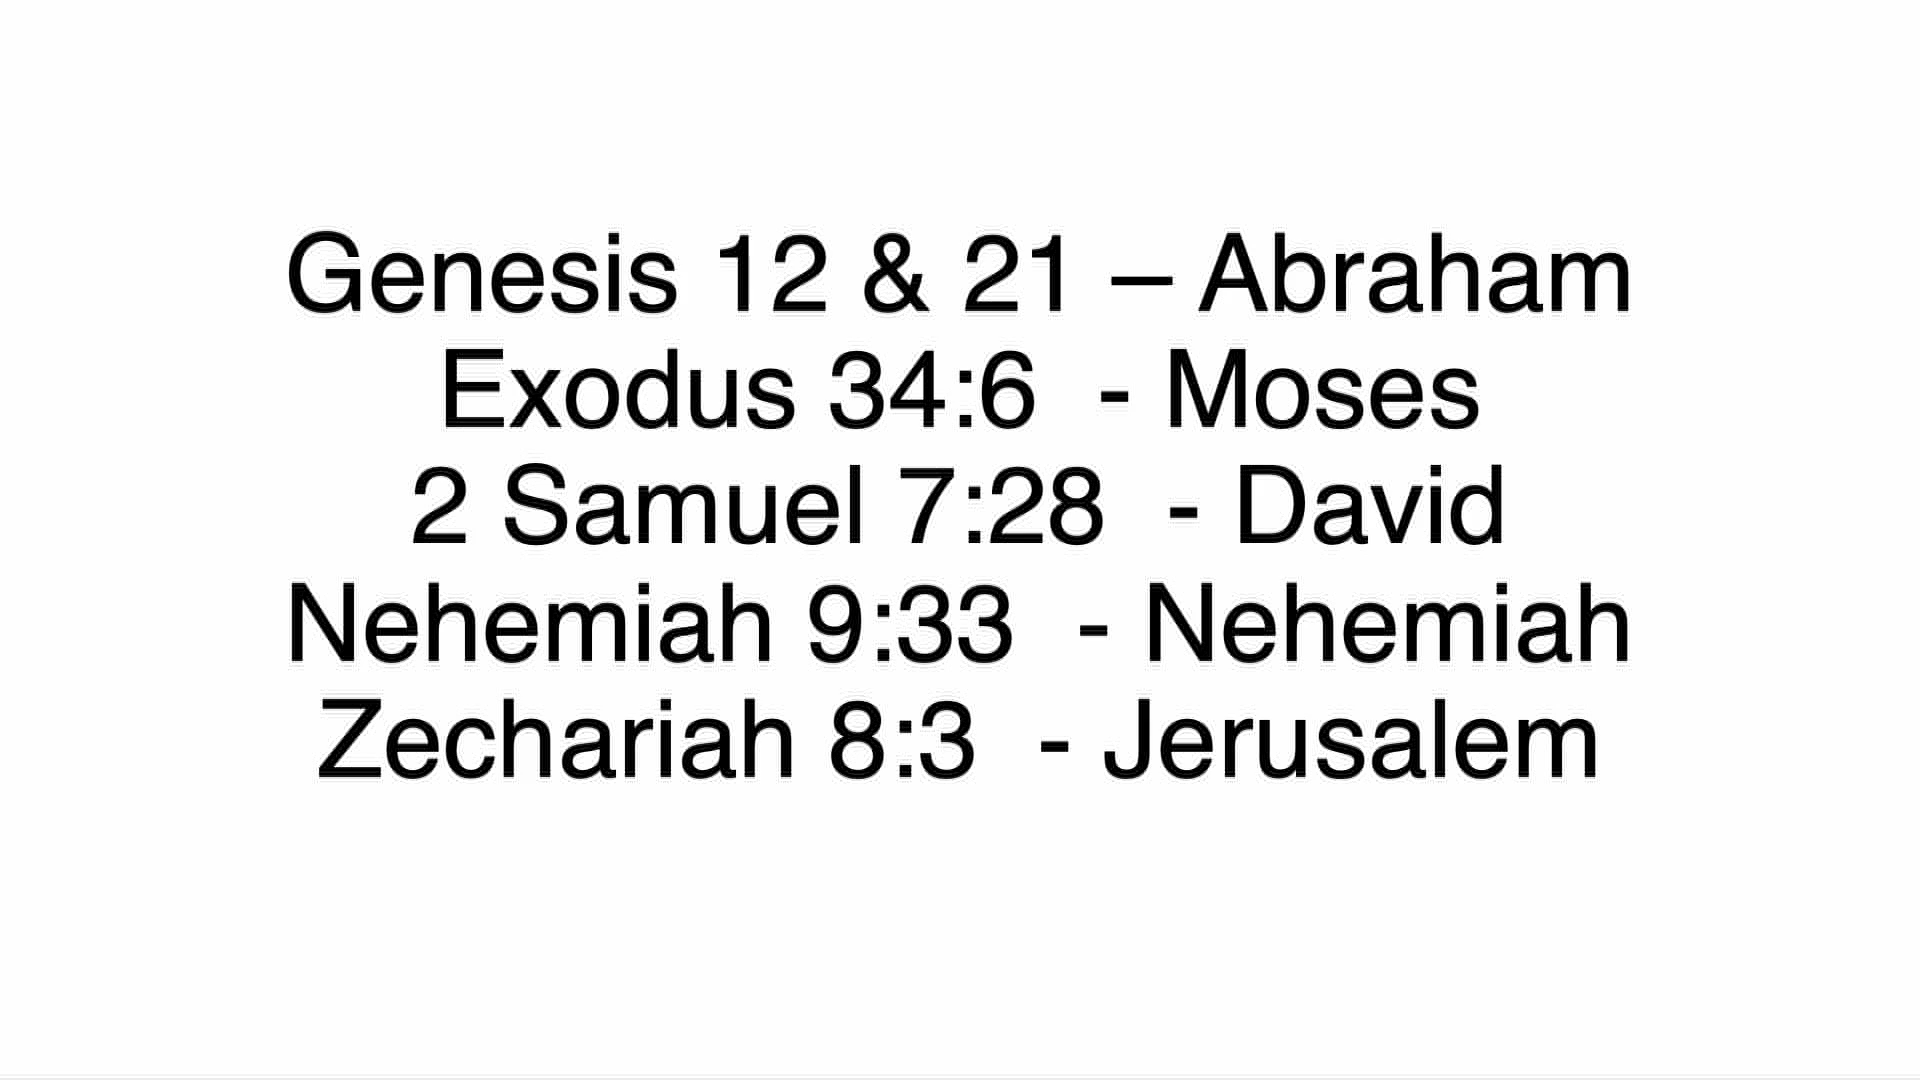 Genesis 12 & 21 – Abraham
Exodus 34:6  - Moses
2 Samuel 7:28  - David
Nehemiah 9:33  - Nehemiah
Zechariah 8:3  - Jerusalem